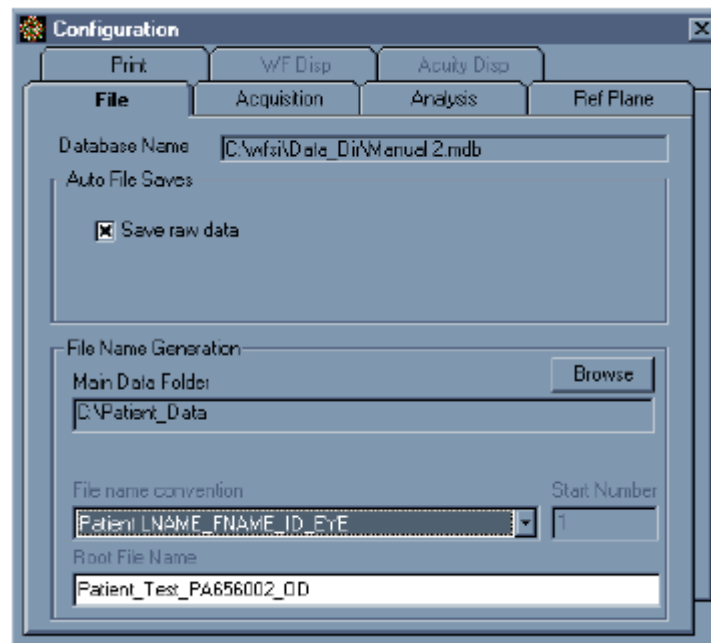 Configuration
Print WF Disp Acuity Disp
File Acquisition Analysis Ref Plane
Database Name C:\wfsi\Data_Dir\Manual 2.mdb
Auto File Saves
Save raw data
File Name Generation
Main Data Folder Browse
C:\Patient_Data
File name convention Start Number
Patient LNAME_FNAME_ID_EYE 1
Root File Name
Patient_Test_PA656002_OD